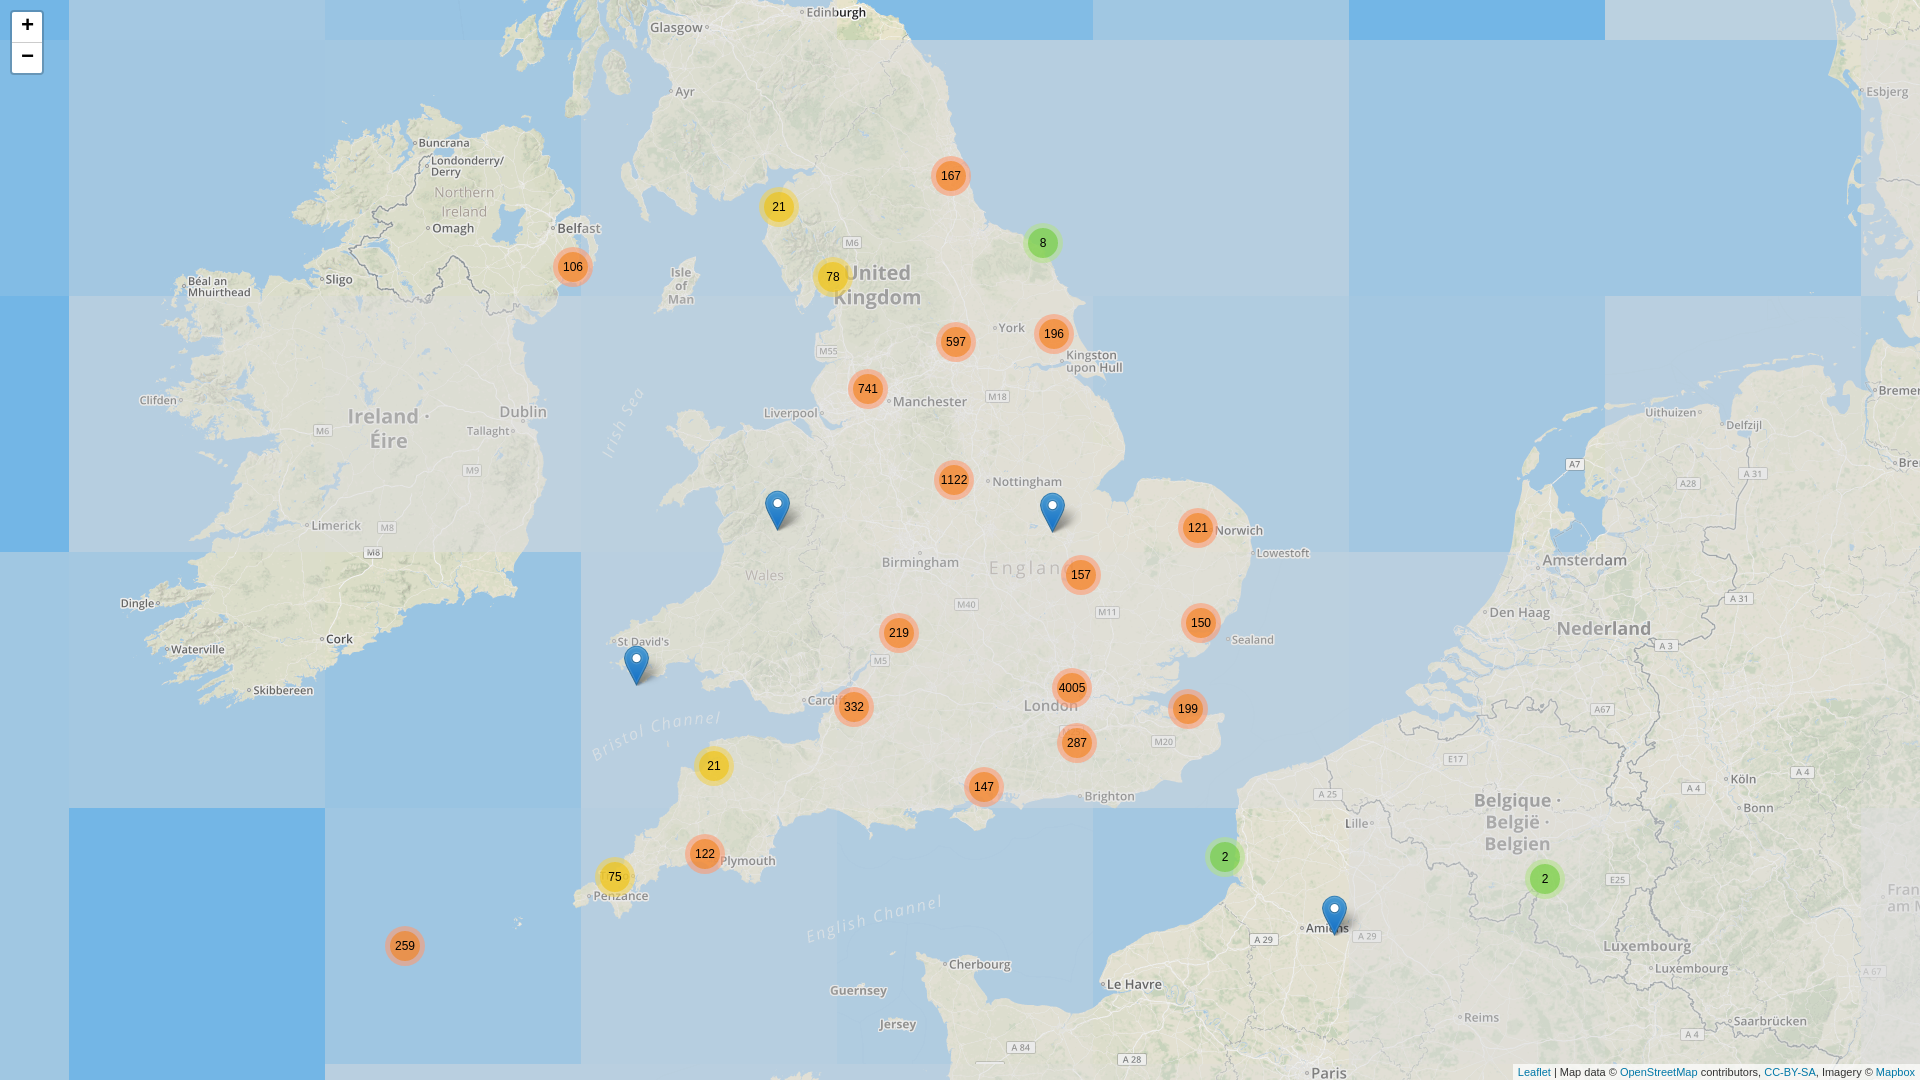 +
−
Edinburgh
Glasgow
Ayr
Esbjerg
Buncrana
Londonderry/
Derry
Northern
Ireland
Omagh
Belfast
167
21
M6
8
106
78
United
Kingdom
Isle
of
Man
Sligo
Béal an
Mhuirthead
York
196
597
M55
Kingston
upon Hull
741
Manchester
M18
Clifden
Liverpool
Dublin
Tallaght
Ireland ·
Éire
M6
M9
Irish Sea
Uithuizen
Delfzijl
A7
A 31
A28
1122
Nottingham
Limerick
M8
M8
121
Norwich
Lowestoft
Birmingham
Wales
157
Amsterdam
Dingle
M40
M11
A 31
Den Haag
Nederland
219
150
Sealand
Cork
St David's
Waterville
M5
A 3
Skibbereen
4005
London
332
199
A67
Bristol Channel
287
M20
21
E17
147
Brighton
A 25
Köln
A 4
A 4
Bonn
Belgique ·
België ·
Belgien
Lille
122
Plymouth
2
75
Penzance
2
E25
English Channel
259
Amiens
A 29
A 29
Luxembourg
Luxembourg
A 67
Cherbourg
Le Havre
Guernsey
Jersey
Reims
Saarbrücken
A 4
A 84
A 28
Paris
Leaflet | Map data © OpenStreetMap contributors, CC-BY-SA, Imagery © Mapbox